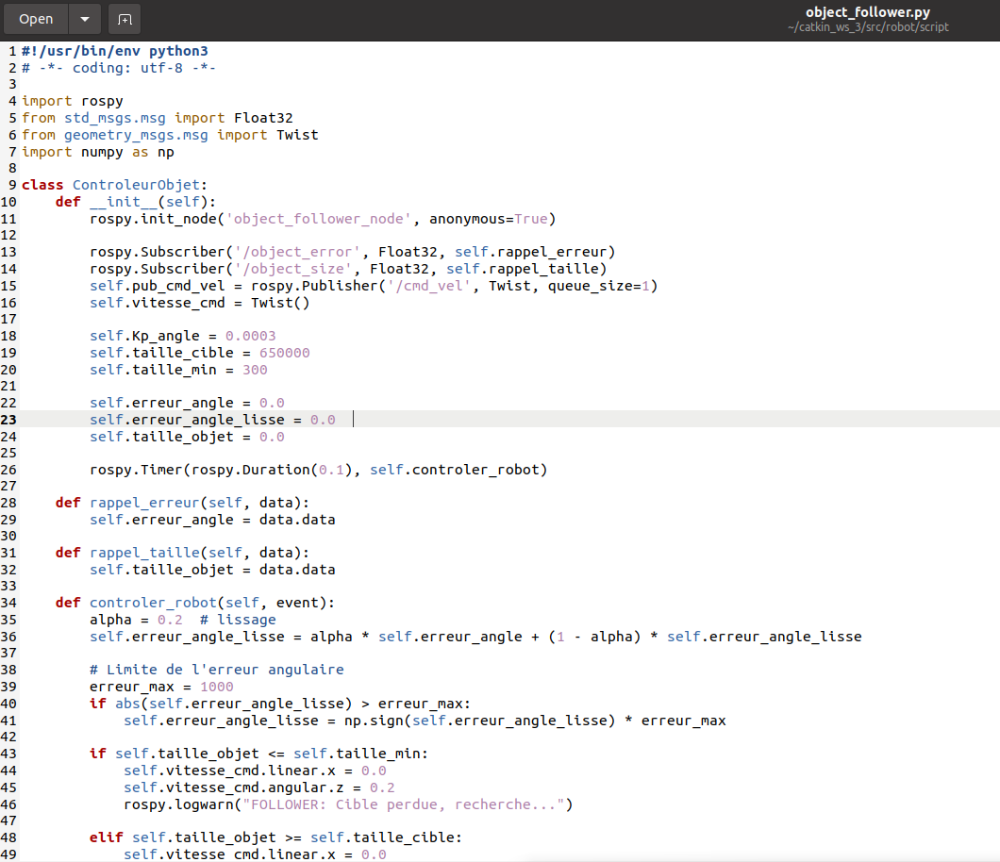 Open
object_follower.py
~/catkin_ws_3/src/robot/script
1 #!/usr/bin/env python3
2 # -*- coding: utf-8 -*-
3
4 import rospy
5 from std_msgs.msg import Float32
6 from geometry_msgs.msg import Twist
7 import numpy as np
8
9 class ControleurObjet:
10     def __init__(self):
11         rospy.init_node('object_follower_node', anonymous=True)
12
13         rospy.Subscriber('/object_error', Float32, self.rappel_erreur)
14         rospy.Subscriber('/object_size', Float32, self.rappel_taille)
15         self.pub_cmd_vel = rospy.Publisher('/cmd_vel', Twist, queue_size=1)
16         self.vitesse_cmd = Twist()
17
18         self.Kp_angle = 0.0003
19         self.taille_cible = 650000
20         self.taille_min = 300
21
22         self.erreur_angle = 0.0
23         self.erreur_angle_lisse = 0.0
24         self.taille_objet = 0.0
25
26         rospy.Timer(rospy.Duration(0.1), self.controler_robot)
27
28     def rappel_erreur(self, data):
29         self.erreur_angle = data.data
30
31     def rappel_taille(self, data):
32         self.taille_objet = data.data
33
34     def controler_robot(self, event):
35         alpha = 0.2  # lissage
36         self.erreur_angle_lisse = alpha * self.erreur_angle + (1 - alpha) * self.erreur_angle_lisse
37
38         # Limite de l'erreur angulaire
39         erreur_max = 1000
40         if abs(self.erreur_angle_lisse) > erreur_max:
41             self.erreur_angle_lisse = np.sign(self.erreur_angle_lisse) * erreur_max
42
43         if self.taille_objet <= self.taille_min:
44             self.vitesse_cmd.linear.x = 0.0
45             self.vitesse_cmd.angular.z = 0.2
46             rospy.logwarn("FOLLOWER: Cible perdue, recherche...")
47
48         elif self.taille_objet >= self.taille_cible:
49             self.vitesse_cmd.linear.x = 0.0